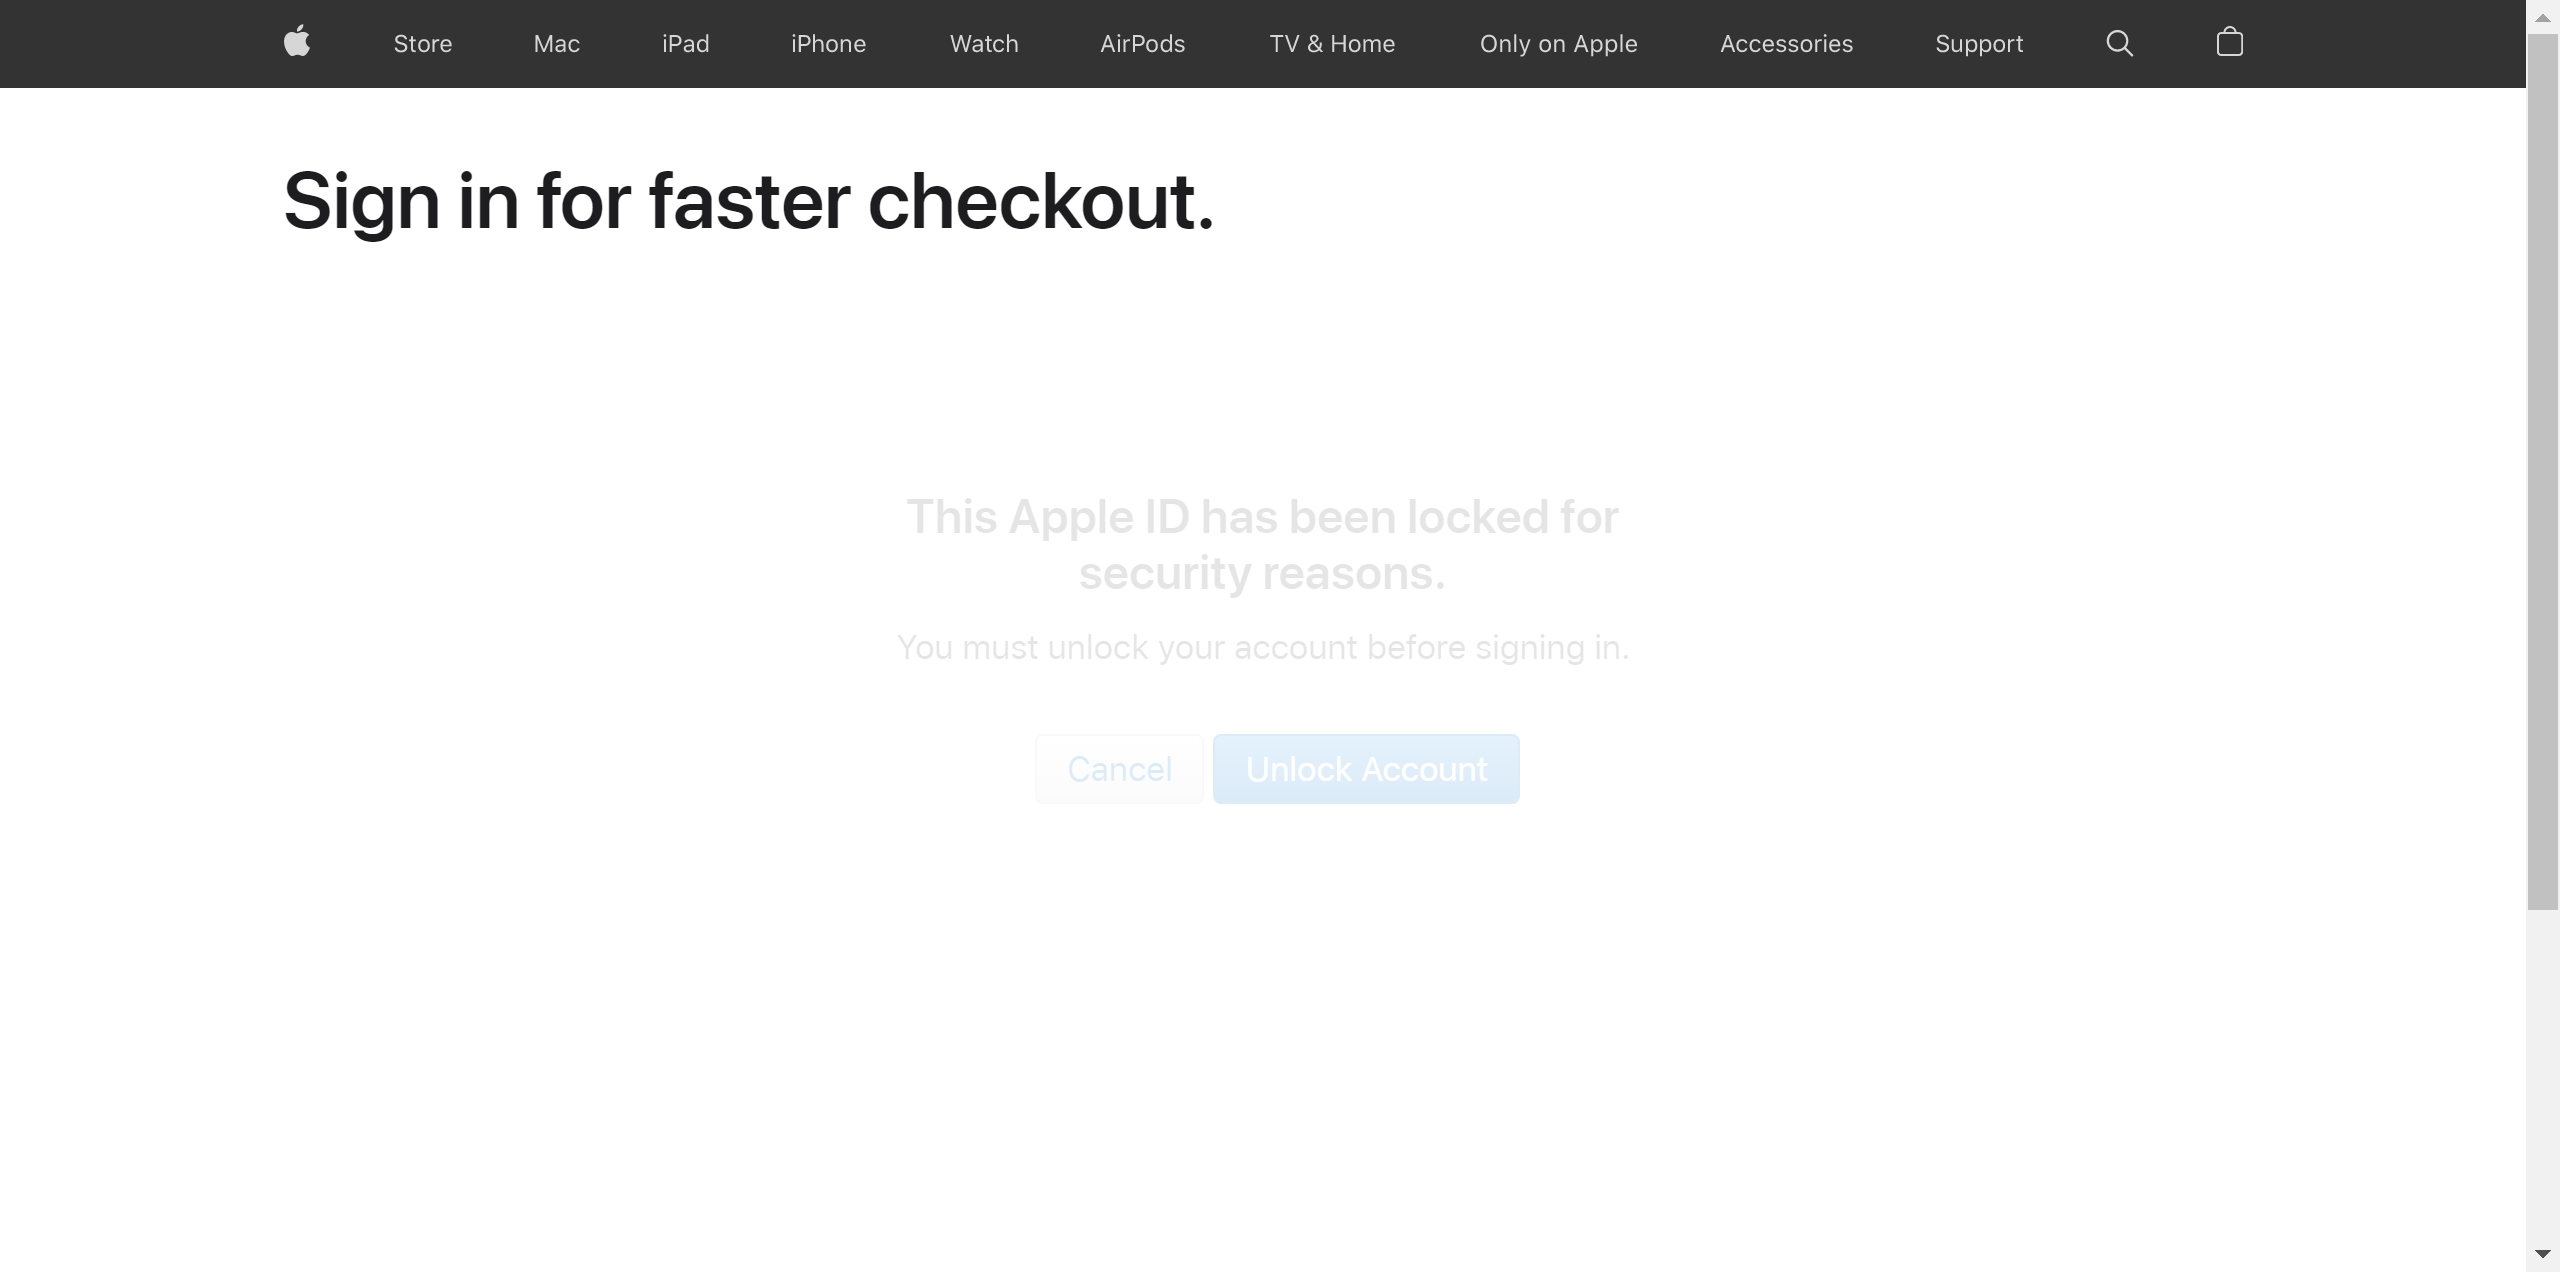 Store Mac iPad iPhone Watch AirPods TV & Home Only on Apple Accessories Support
Sign in for faster checkout.
This Apple ID has been locked for
security reasons.
You must unlock your account before signing in.
Cancel Unlock Account